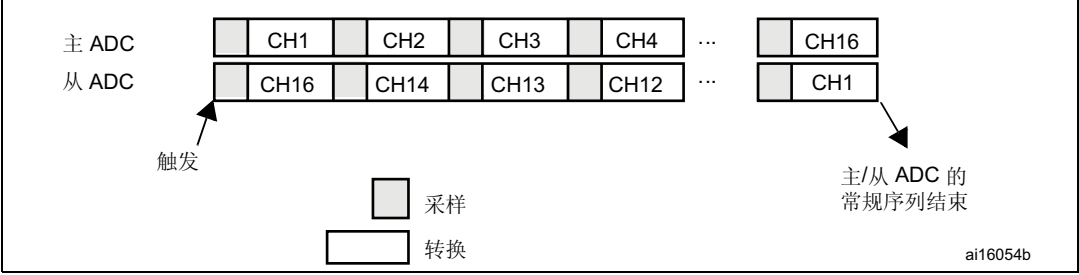 主 ADC CH1 CH2 CH3 CH4 ... CH16
从 ADC CH16 CH14 CH13 CH12 ... CH1
触发
主/从 ADC 的
常规序列结束
采样
转换
ai16054b